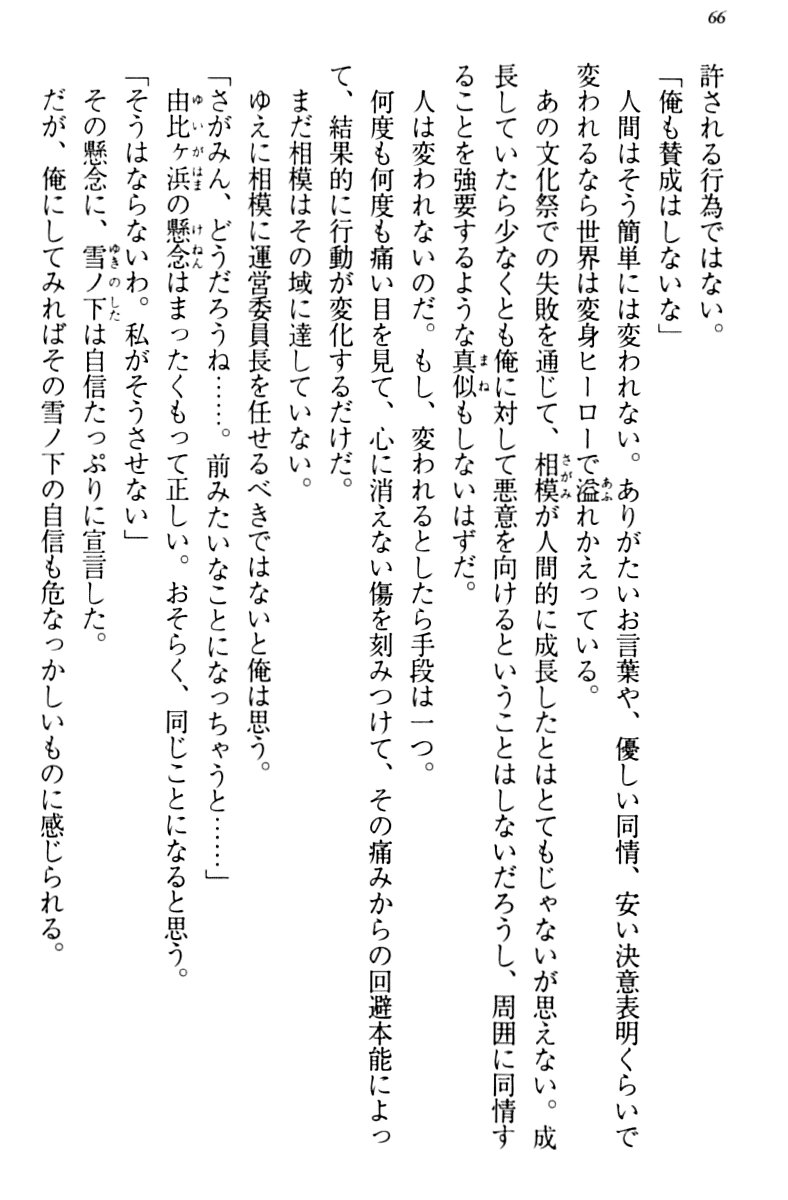 66
許される行為ではない。
「俺も賛成はしないな」
人間はそう簡単には変われない。ありがたいお言葉や、優しい同情、安い決意表明くらいで
変われるなら世界は変身ヒーローで溢れかえっている。
あの文化祭での失敗を通じて、相模が人間的に成長したとはとてもじゃないが思えない。成
長していたら少なくとも俺に対して悪意を向けるということはしないだろうし、周囲に同情す
ることを強要するような真似もしないはずだ。
人は変われないのだ。もし、変われるとしたら手段は一つ。
何度も何度も痛い目を見て、心に消えない傷を刻みつけて、その痛みからの回避本能によっ
て、結果的に行動が変化するだけだ。
まだ相模はその域に達していない。
ゆえに相模に運営委員長を任せるべきではないと俺は思う。
「さがみん、どうだろうね……。前みたいなことになっちゃうと……」
由比ヶ浜の懸念はまったくもって正しい。おそらく、同じことになると思う。
「そうはならないわ。私がそうさせない」
その懸念に、雪ノ下は自信たっぷりに宣言した。
だが、俺にしてみればその雪ノ下の自信も危なっかしいものに感じられる。